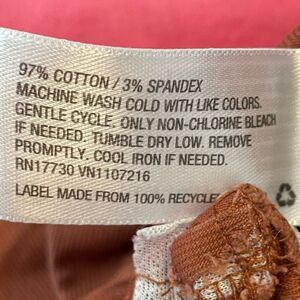 97% COTTON / 3% SPANDEX
MACHINE WASH COLD WITH LIKE COLORS.
GENTLE CYCLE. ONLY NON-CHLORINE BLEACH
IF NEEDED. TUMBLE DRY LOW. REMOVE
PROMPTLY. COOL IRON IF NEEDED.
RN17730 VN1107216
LABEL MADE FROM 100%